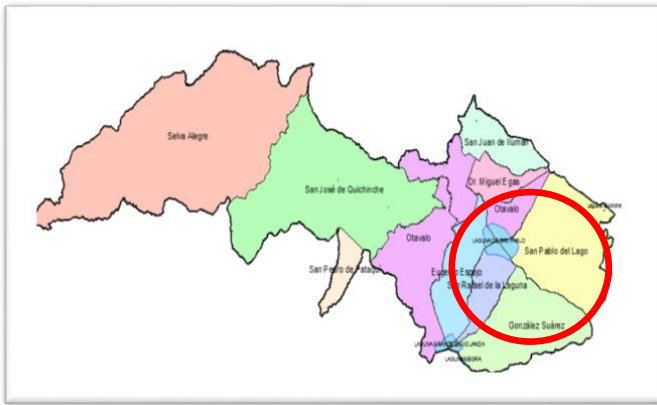 Selva Alegre
San Juan de Ilumán
Dr. Miguel Egas
San José de Quichinche
Otavalo
Otavalo
San Pablo del Lago
San Pedro de Pataquí
Eugenio Espejo
San Rafael de la Laguna
González Suárez